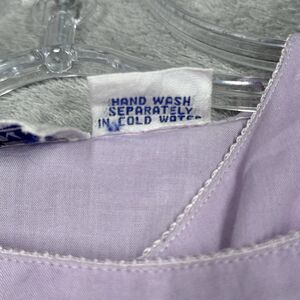 HAND WASH
SEPARATELY
IN COLD WATER